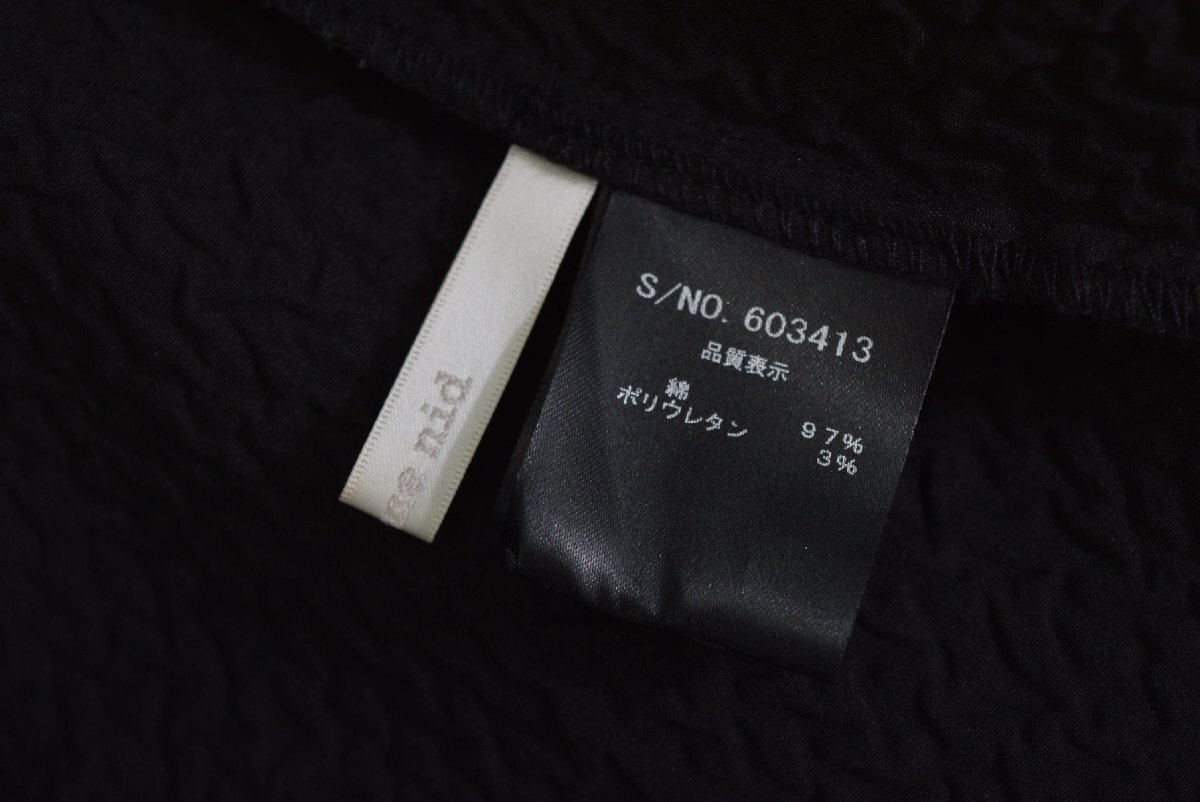 nid
S/NO. 603413
品質表示
綿 97%
ポリウレタン 3%